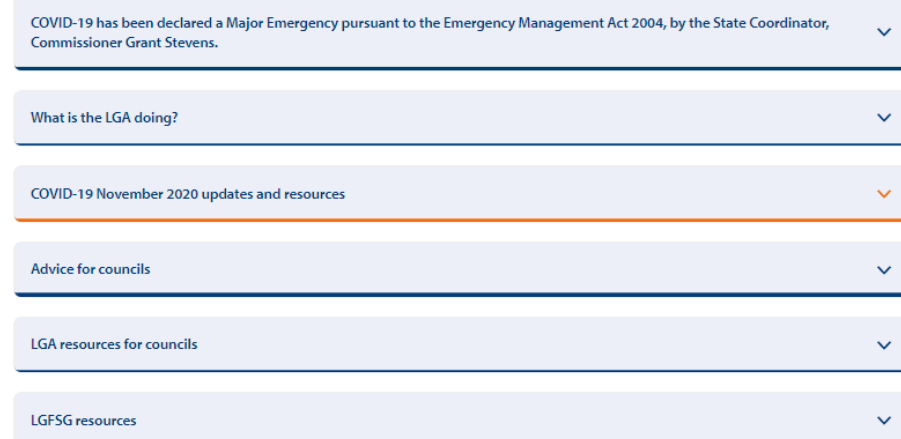 COVID-19 has been declared a Major Emergency pursuant to the Emergency Management Act 2004, by the State Coordinator,
Commissioner Grant Stevens.
What is the LGA doing?
COVID-19 November 2020 updates and resources
Advice for councils
LGA resources for councils
LGFSG resources